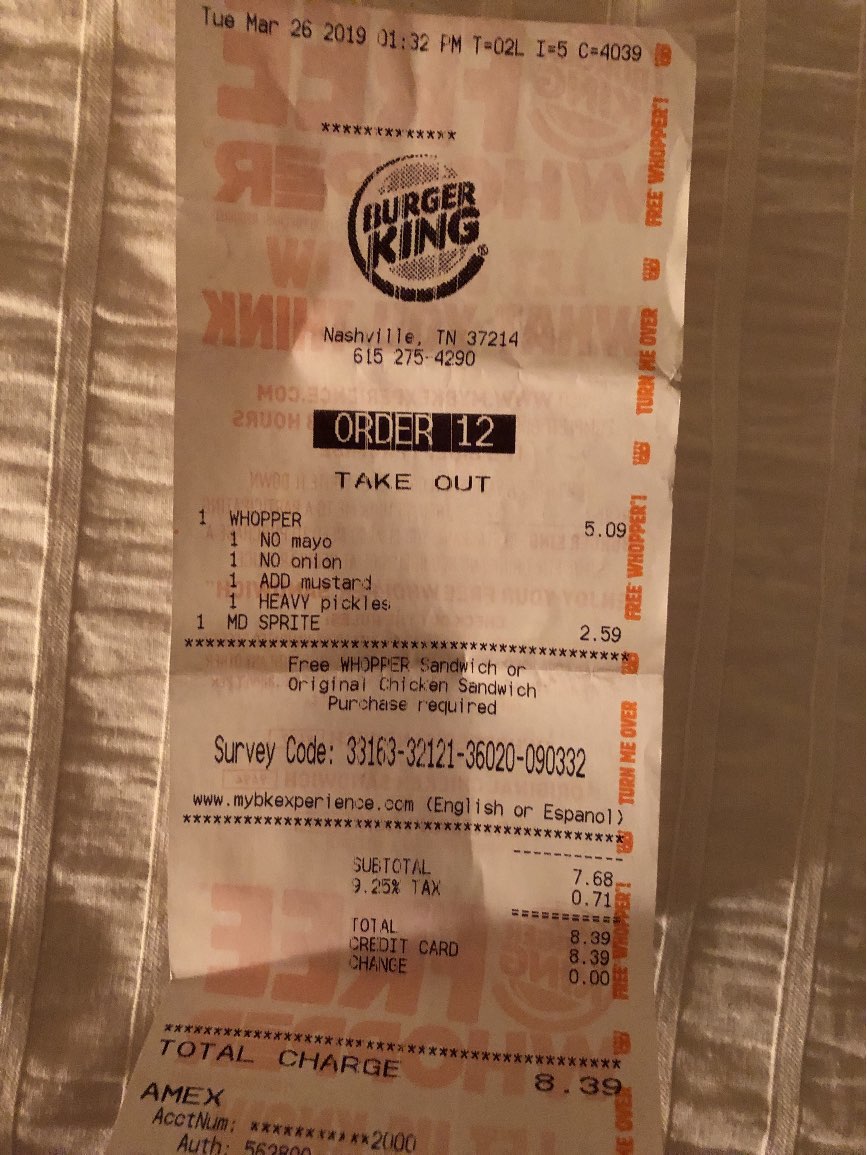 Tue Mar 26 2019 01:32 PM T=02L I=5 C=4039
*************
BURGER
KING®
Nashville, TN 37214
615 275-4290
ORDER 12
TAKE OUT
1 WHOPPER 5.09
1 NO mayo
1 NO onion
1 ADD mustard
1 HEAVY pickles
1 MD SPRITE 2.59
****************************************
Free WHOPPER Sandwich or
Original Chicken Sandwich
Purchase required
Survey Code: 33163-32121-36020-090332
www.mybkexperience.com (English or Espanol)
****************************************
------------
SUBTOTAL 7.68
9.25% TAX 0.71
============
TOTAL 8.39
CREDIT CARD 8.39
CHANGE 0.00
****************************************
TOTAL CHARGE 8.39
AMEX
AcctNum: ***********2000
Auth:
FREE WHOPPER!
TURN ME OVER
FREE WHOPPER!
TURN ME OVER
FREE WHOPPER!
ME OVER